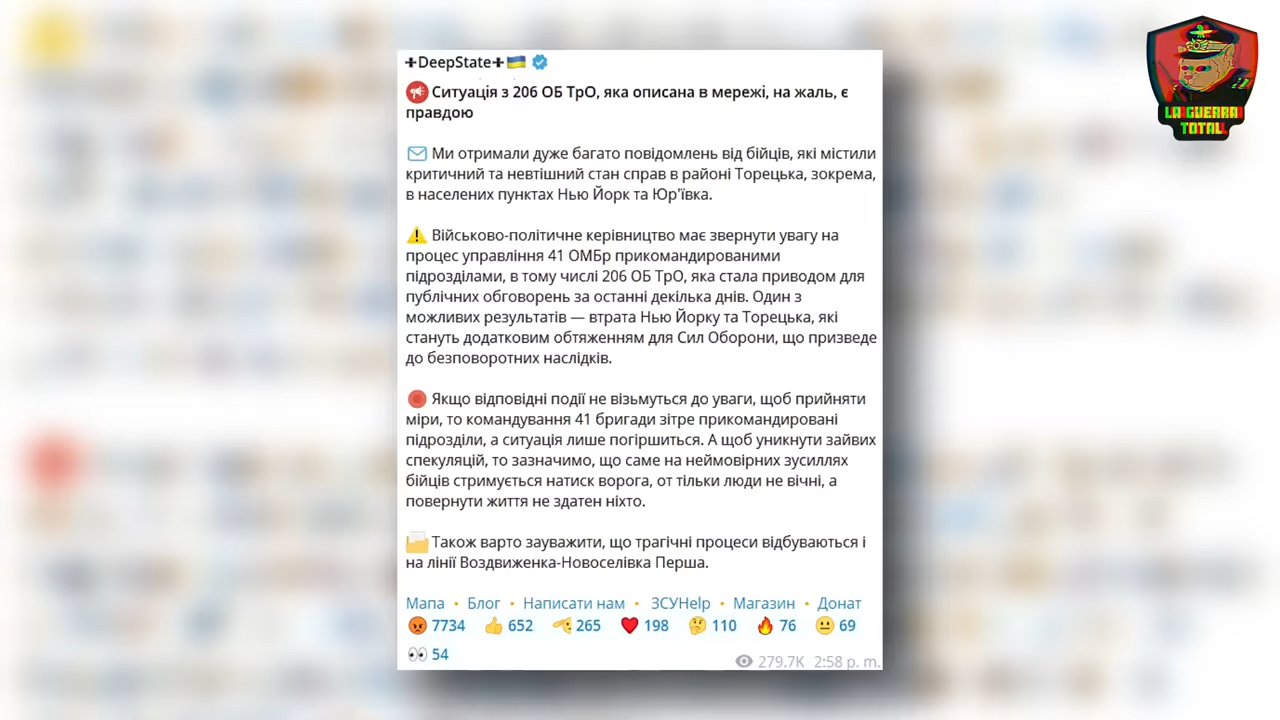 +DeepState+
Ситуація з 206 ОБ ТрО, яка описана в мережі, на жаль, є
правдою
Ми отримали дуже багато повідомлень від бійців, які містили
критичний та невтішний стан справ в районі Торецька, зокрема,
в населених пунктах Нью Йорк та Юр'ївка.
Військово-політичне керівництво має звернути увагу на
процес управління 41 ОМБр прикомандированими
підрозділами, в тому числі 206 ОБ ТрО, яка стала приводом для
публічних обговорень за останні декілька днів. Один з
можливих результатів — втрата Нью Йорку та Торецька, які
стануть додатковим обтяженням для Сил Оборони, що призведе
до безповоротних наслідків.
Якщо відповідні події не візьмуться до уваги, щоб прийняти
міри, то командування 41 бригади зітре прикомандировані
підрозділи, а ситуація лише погіршиться. А щоб уникнути зайвих
спекуляцій, то зазначимо, що саме на неймовірних зусиллях
бійців стримується натиск ворога, от тільки люди не вічні, а
повернути життя не здатен ніхто.
Також варто зауважити, що трагічні процеси відбуваються і
на лінії Воздвиженка-Новоселівка Перша.
Мапа • Блог • Написати нам • ЗСУHelp • Магазин • Донат
7734 652 265 198 110 76 69
54
279.7K 2:58 p. m.
LA GUERRA
TOTAL